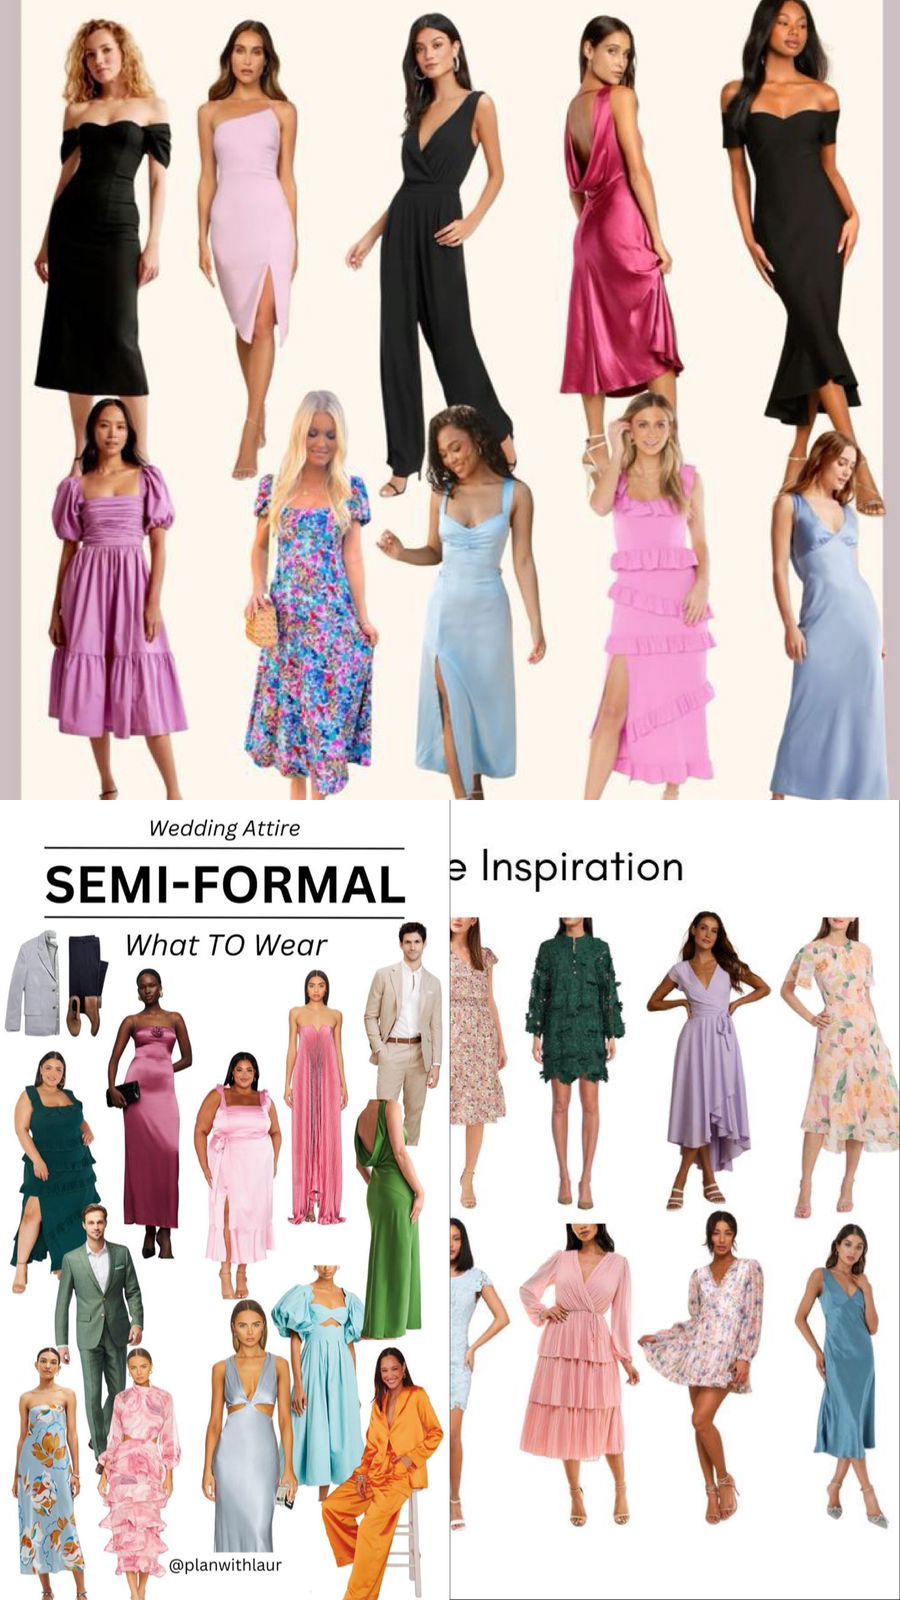 Wedding Attire
SEMI-FORMAL
What TO Wear
@planwithlaur
e Inspiration